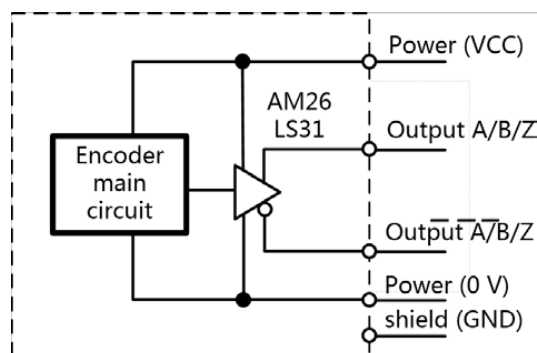 Power (VCC)
AM26
LS31
Output A/B/Z
Encoder
main
circuit
Output A̅/B̅/Z̅
Power (0 V)
shield (GND)